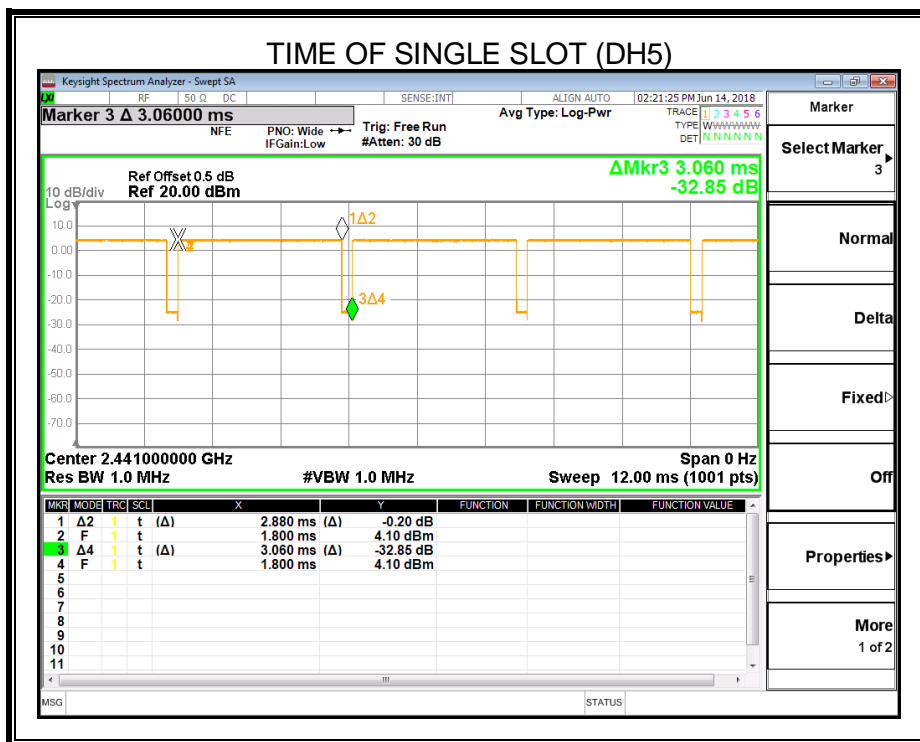 TIME OF SINGLE SLOT (DH5)
Keysight Spectrum Analyzer - Swept SA
LXI RF 50 Ω DC SENSE:INT ALIGN AUTO 02:21:25 PM Jun 14, 2018
Marker 3 Δ 3.06000 ms
NFE
PNO: Wide
IFGain:Low
Trig: Free Run
#Atten: 30 dB
Avg Type: Log-Pwr
TRACE 1 2 3 4 5 6
TYPE WWWWWW
DET N N N N N N
Ref Offset 0.5 dB
10 dB/div Ref 20.00 dBm
Log
ΔMkr3 3.060 ms
-32.85 dB
10.0
0.00
-10.0
-20.0
-30.0
-40.0
-50.0
-60.0
-70.0
1Δ2
3Δ4
Center 2.441000000 GHz Span 0 Hz
Res BW 1.0 MHz #VBW 1.0 MHz Sweep 12.00 ms (1001 pts)
MKR MODE TRC SCL X Y FUNCTION FUNCTION WIDTH FUNCTION VALUE
1 Δ2 1 t (Δ) 2.880 ms (Δ) -0.20 dB
2 F 1 t 1.800 ms 4.10 dBm
3 Δ4 1 t (Δ) 3.060 ms (Δ) -32.85 dB
4 F 1 t 1.800 ms 4.10 dBm
5
6
7
8
9
10
11
MSG STATUS
Marker
Select Marker
3
Normal
Delta
Fixed
Off
Properties
More
1 of 2